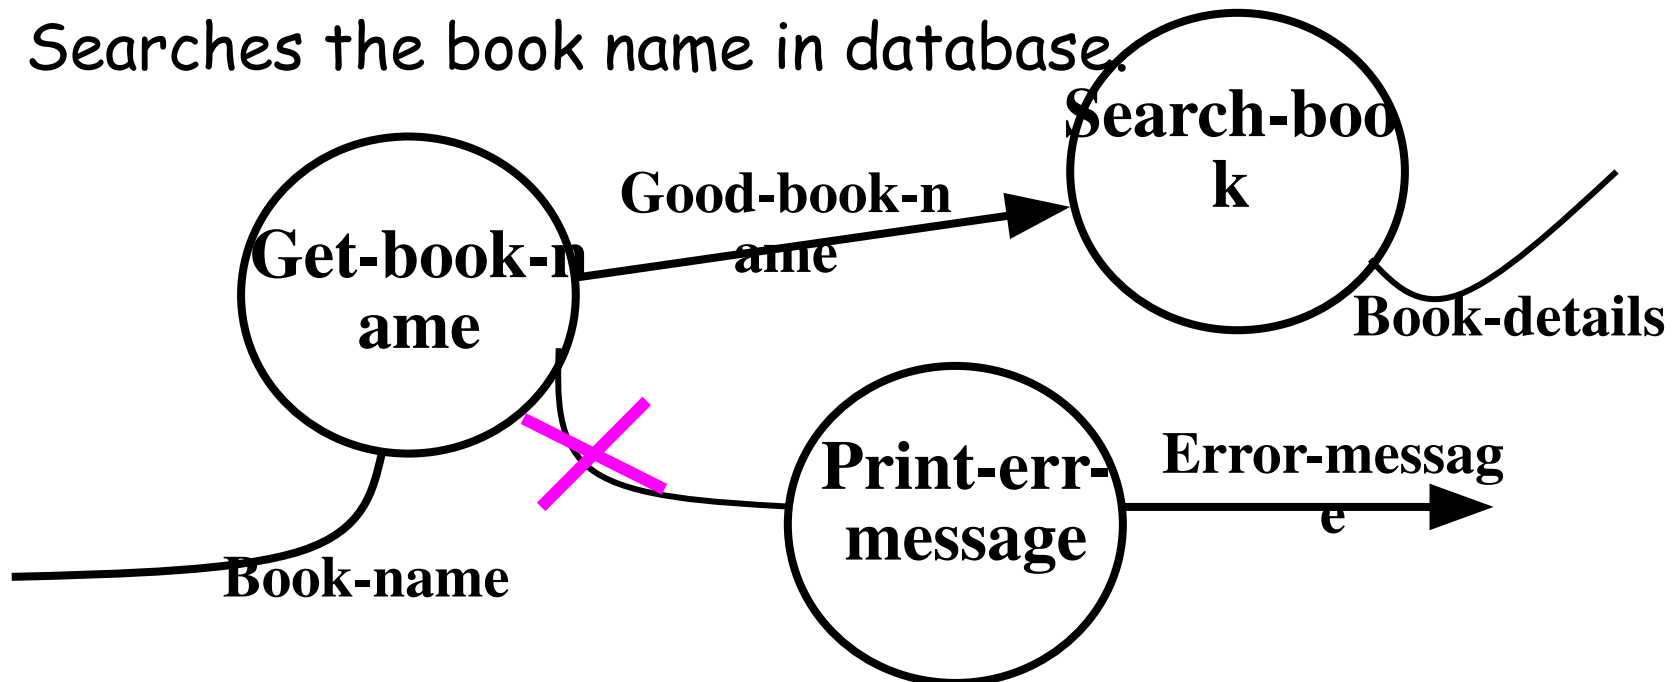 Searches the book name in database.
Search-boo
k
Good-book-n
ame
Get-book-n
ame
Book-details
Print-err-
message
Error-messag
e
Book-name